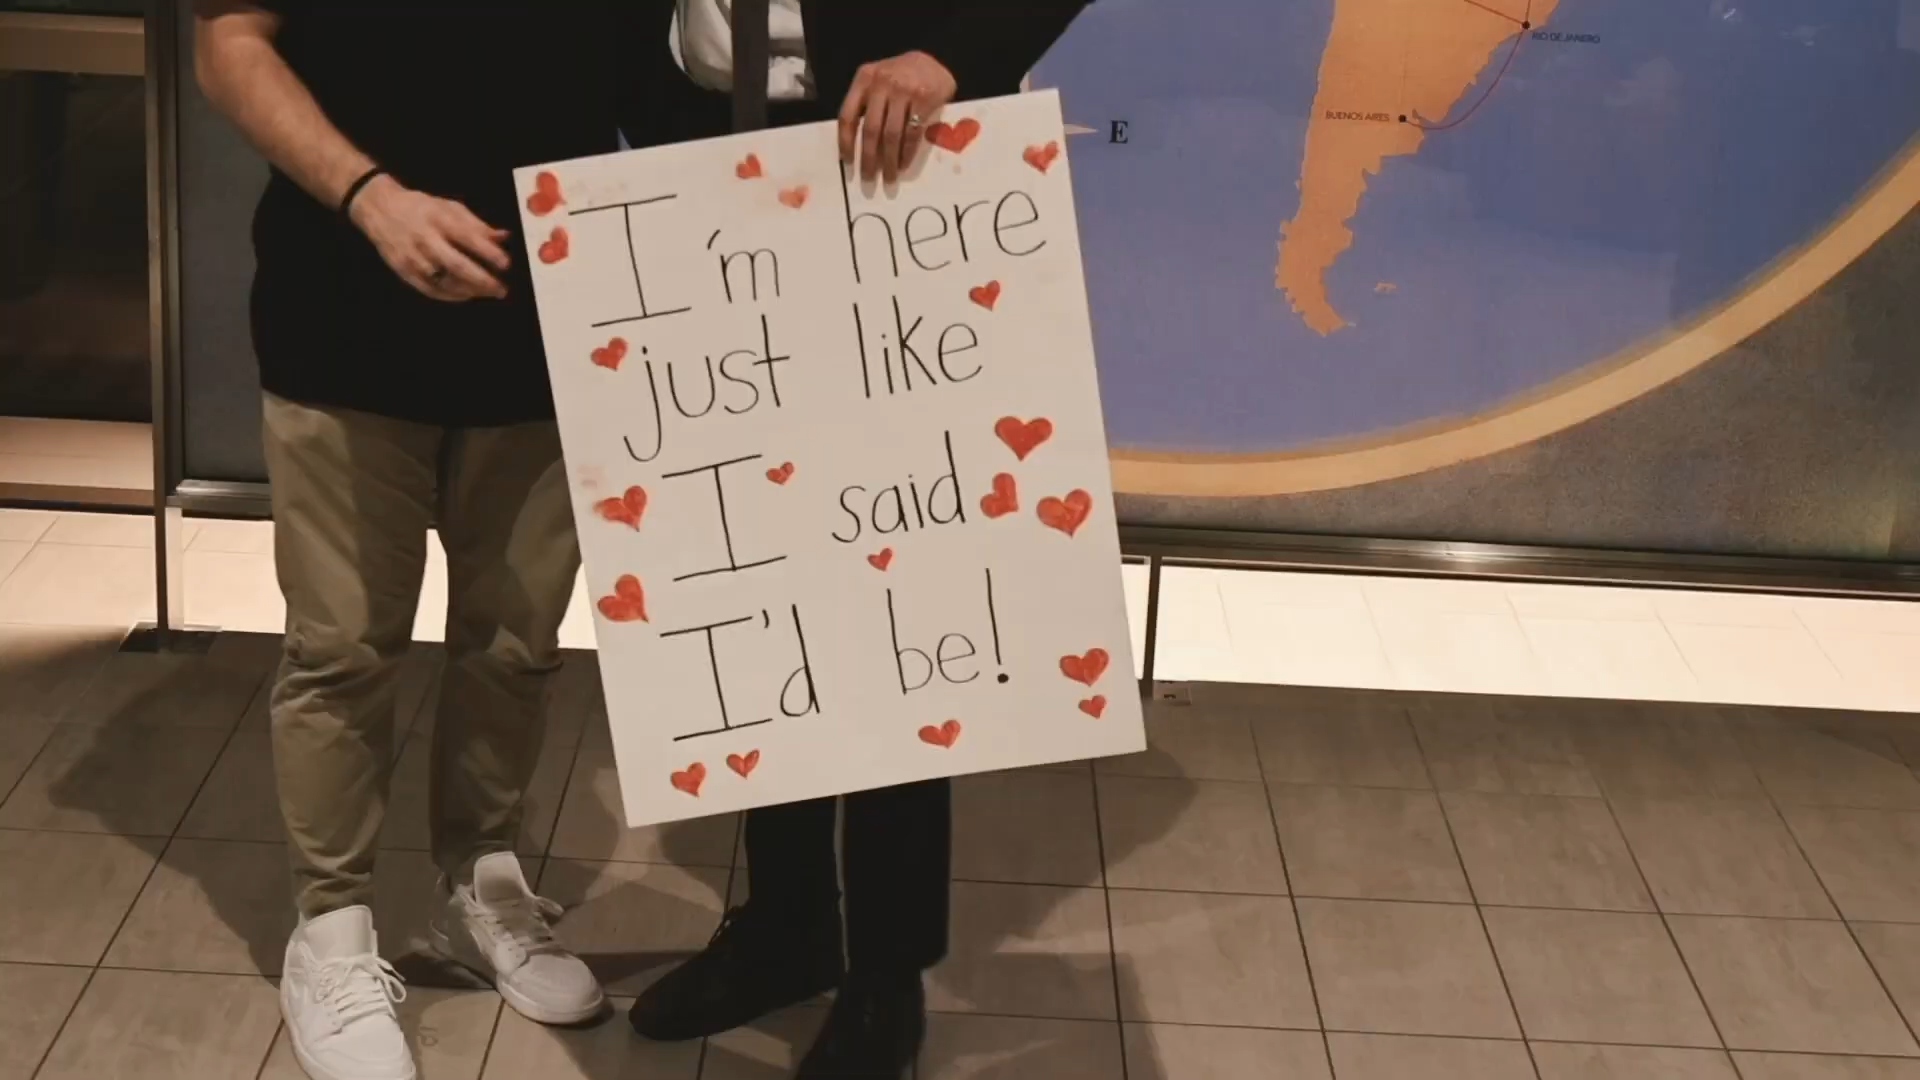 RIO DE JANEIRO
BUENOS AIRES
E
I'm here
just like
I said
I'd be!